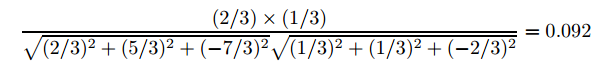 (2/3) × (1/3)
√(2/3)² + (5/3)² + (−7/3)² √(1/3)² + (1/3)² + (−2/3)² = 0.092